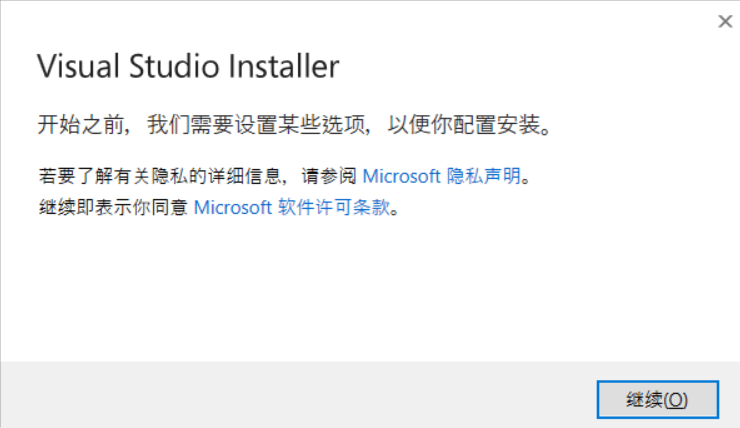 Visual Studio Installer
开始之前，我们需要设置某些选项，以便你配置安装。
若要了解有关隐私的详细信息，请参阅 Microsoft 隐私声明。
继续即表示你同意 Microsoft 软件许可条款。
继续(O)